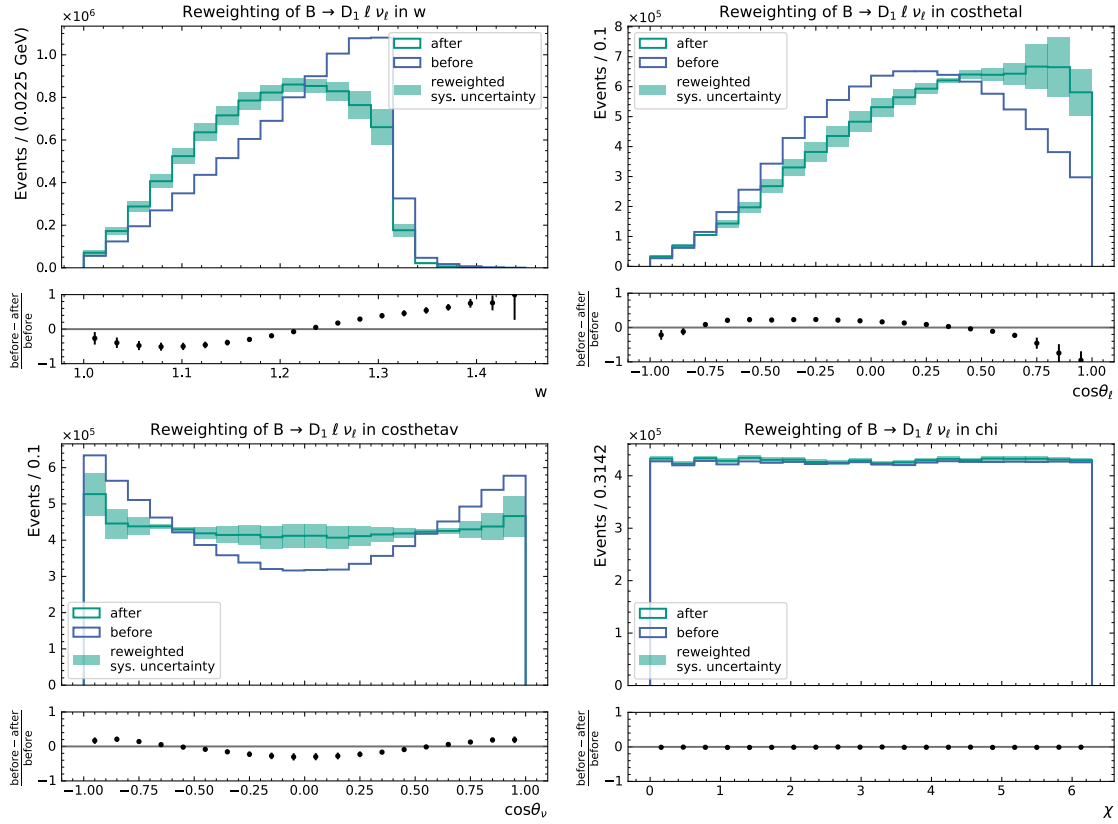 Reweighting of B → D₁ ℓ ν_ℓ in w
×10⁶
Events / (0.0225 GeV)
1.0
0.8
0.6
0.4
0.2
0.0
after
before
reweighted
sys. uncertainty
before − after
before
1
0
−1
1.0 1.1 1.2 1.3 1.4
w
Reweighting of B → D₁ ℓ ν_ℓ in costhetal
×10⁵
Events / 0.1
8
7
6
5
4
3
2
1
0
after
before
reweighted
sys. uncertainty
before − after
before
1
0
−1
−1.00 −0.75 −0.50 −0.25 0.00 0.25 0.50 0.75 1.00
cosθ_ℓ
Reweighting of B → D₁ ℓ ν_ℓ in costhetav
×10⁵
Events / 0.1
6
5
4
3
2
1
0
after
before
reweighted
sys. uncertainty
before − after
before
1
0
−1
−1.00 −0.75 −0.50 −0.25 0.00 0.25 0.50 0.75 1.00
cosθ_ν
Reweighting of B → D₁ ℓ ν_ℓ in chi
×10⁵
Events / 0.3142
4
3
2
1
0
after
before
reweighted
sys. uncertainty
before − after
before
1
0
−1
0 1 2 3 4 5 6
χ